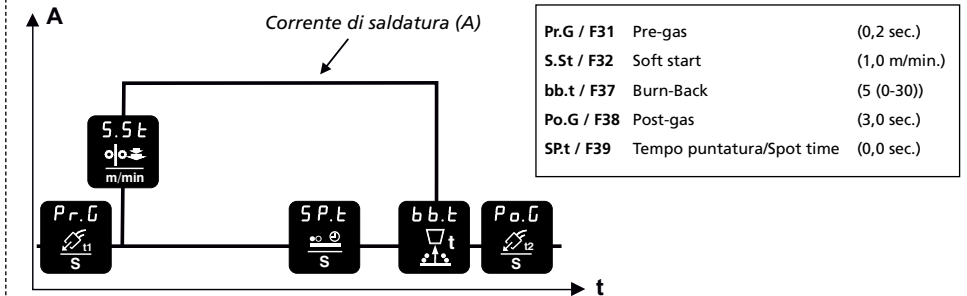 A
Corrente di saldatura (A)
Pr.G / F31 Pre-gas (0,2 sec.)
S.St / F32 Soft start (1,0 m/min.)
bb.t / F37 Burn-Back (5 (0-30))
Po.G / F38 Post-gas (3,0 sec.)
SP.t / F39 Tempo puntatura/Spot time (0,0 sec.)
S.St
m/min
Pr.G
t1
S
SP.t
S
bb.t
t
Po.G
t2
S
t